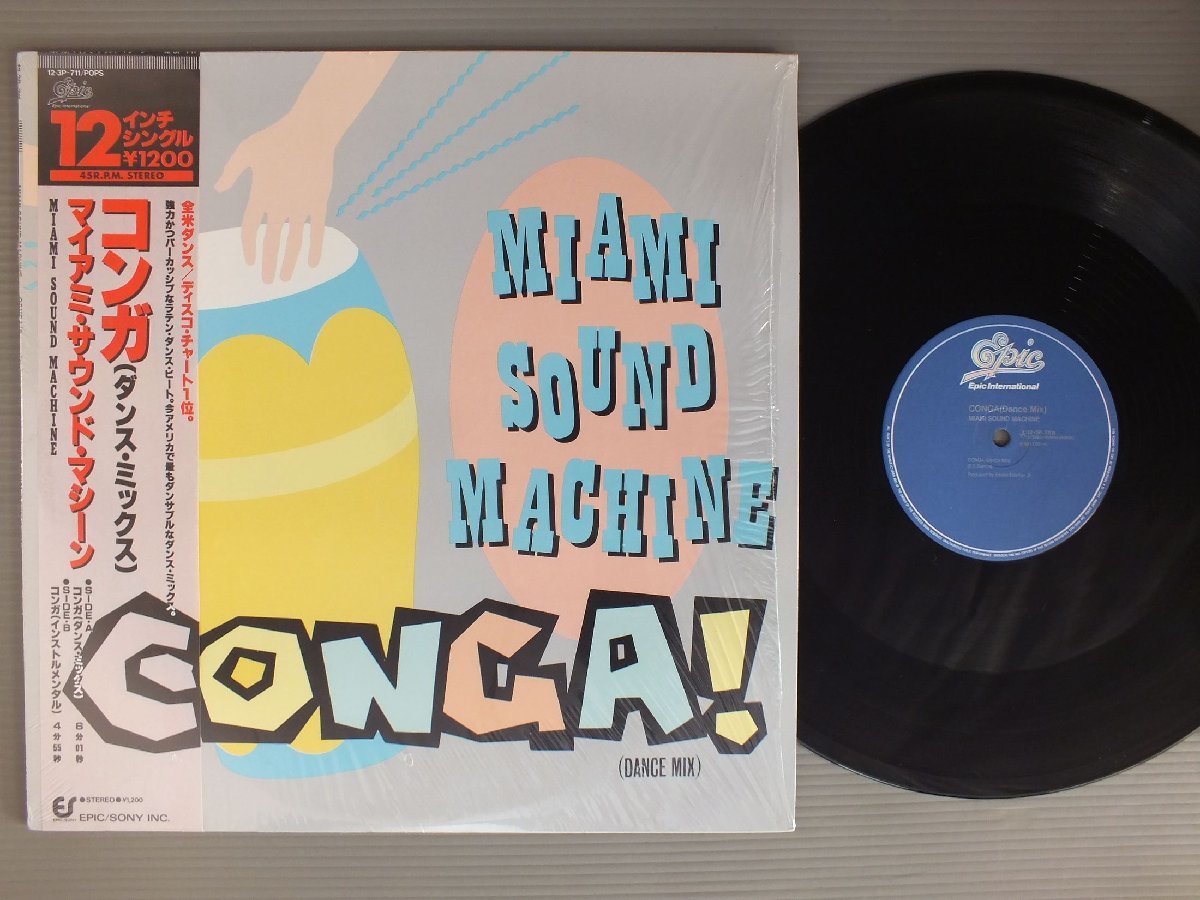 12·3P-711/POPS
Epic
Epic International
12インチシングル
¥1200
45R.P.M. STEREO
全米ダンス/ディスコ・チャート1位。
強力かつパーカッシブなラテン・ダンス・ビート。今アメリカで最もダンサブルなダンス・ミックス。
コンガ(ダンス・ミックス)
マイアミ・サウンド・マシーン
MIAMI SOUND MACHINE
●SIDE・A
コンガ(ダンス・ミックス) 6分01秒
●SIDE・B
コンガ(インストルメンタル) 4分55秒
ES
●STEREO●¥1,200
EPIC/SONY INC.
MIAMI
SOUND
MACHINE
CONGA!
(DANCE MIX)
Epic
Epic International
CONGA(Dance Mix)
MIAMI SOUND MACHINE